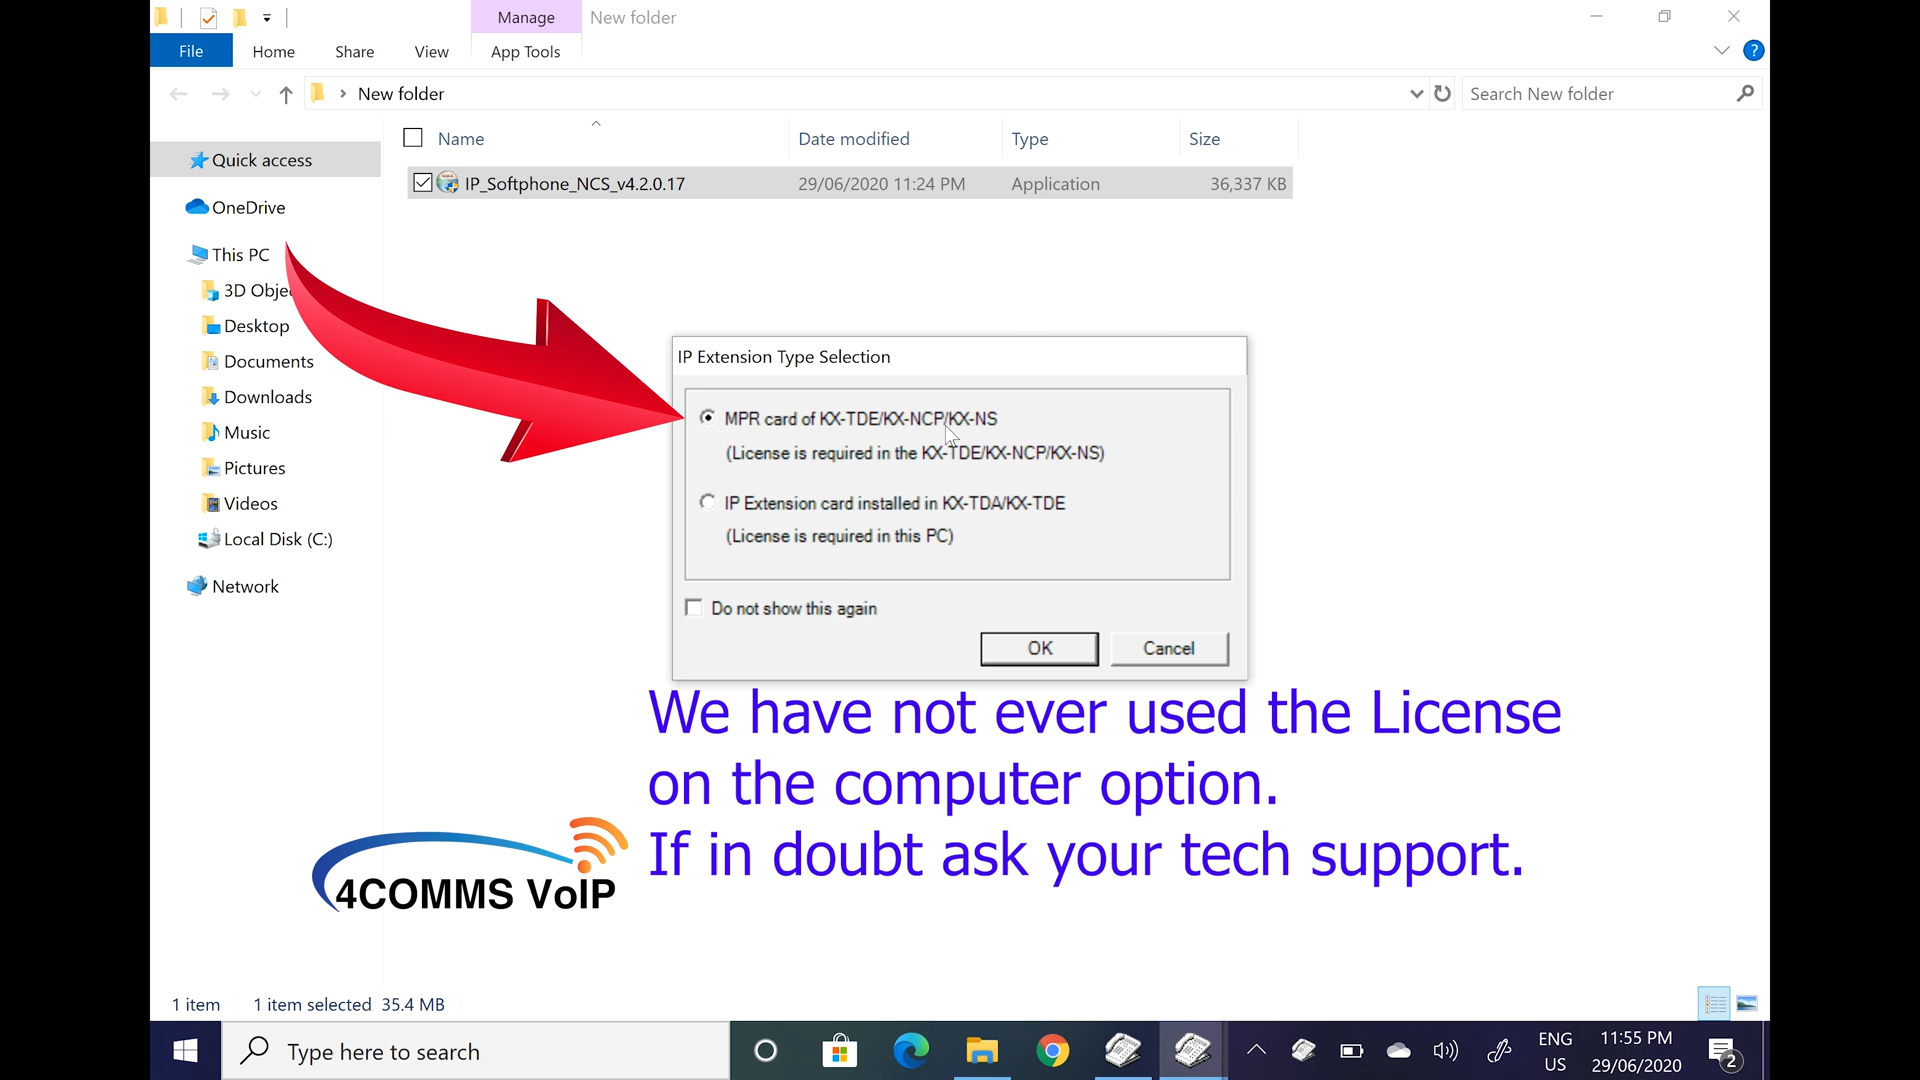 Manage
New folder
File
Home
Share
View
App Tools
New folder
Search New folder
Name
Date modified
Type
Size
Quick access
IP_Softphone_NCS_v4.2.0.17
29/06/2020 11:24 PM
Application
36,337 KB
OneDrive
This PC
3D Obje
Desktop
Documents
Downloads
Music
Pictures
Videos
Local Disk (C:)
Network
IP Extension Type Selection
MPR card of KX-TDE/KX-NCP/KX-NS
(License is required in the KX-TDE/KX-NCP/KX-NS)
IP Extension card installed in KX-TDA/KX-TDE
(License is required in this PC)
Do not show this again
OK
Cancel
We have not ever used the License
on the computer option.
If in doubt ask your tech support.
4COMMS VoIP
1 item
1 item selected 35.4 MB
Type here to search
ENG
US
11:55 PM
29/06/2020
2